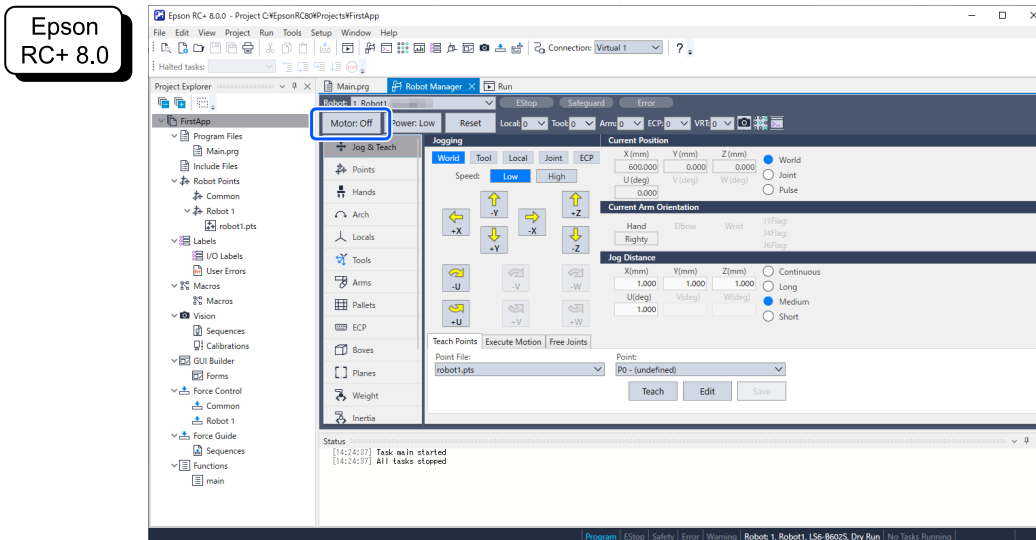 Epson
RC+ 8.0
Epson RC+ 8.0.0 - Project C:¥EpsonRC80¥Projects¥FirstApp
File Edit View Project Run Tools Setup Window Help
Connection: Virtual 1 ?
Halted tasks:
Project Explorer
Main.prg Robot Manager Run
Robot: 1, Robot1 EStop Safeguard Error
Motor: Off Power: Low Reset Local: 0 Tool: 0 Arm: 0 ECP: 0 VRT: 0
FirstApp
Program Files
Main.prg
Include Files
Robot Points
Common
Robot 1
robot1.pts
Labels
I/O Labels
User Errors
Macros
Macros
Vision
Sequences
Calibrations
GUI Builder
Forms
Force Control
Common
Robot 1
Force Guide
Sequences
Functions
main
Jog & Teach
Points
Hands
Arch
Locals
Tools
Arms
Pallets
ECP
Boxes
Planes
Weight
Inertia
Jogging
World Tool Local Joint ECP
Speed: Low High
-Y +Z
+X -X
+Y -Z
-U -V -W
+U +V +W
Current Position
X (mm) Y (mm) Z (mm)
600.000 0.000 0.000
U (deg) V (deg) W (deg)
0.000
World
Joint
Pulse
Current Arm Orientation
Hand Elbow Wrist J1Flag:
Righty J4Flag:
J6Flag:
Jog Distance
X(mm) Y(mm) Z(mm)
1.000 1.000 1.000
U(deg) V(deg) W(deg)
1.000
Continuous
Long
Medium
Short
Teach Points Execute Motion Free Joints
Point File: Point:
robot1.pts P0 - (undefined)
Teach Edit Save
Status
[14:24:37] Task main started
[14:24:37] All tasks stopped
Program EStop Safety Error Warning Robot: 1, Robot1, LS6-B602S, Dry Run No Tasks Running